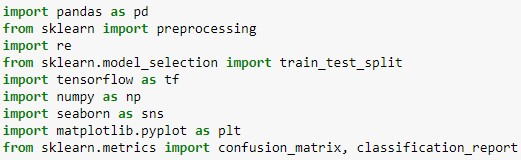 import pandas as pd
from sklearn import preprocessing
import re
from sklearn.model_selection import train_test_split
import tensorflow as tf
import numpy as np
import seaborn as sns
import matplotlib.pyplot as plt
from sklearn.metrics import confusion_matrix, classification_report